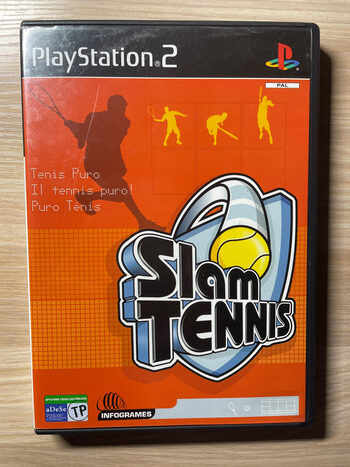 PlayStation®2
PAL
Tenis Puro
Il tennis puro!
Puro Ténis
Slam
TENNIS
aDeSe
TP
INFOGRAMES